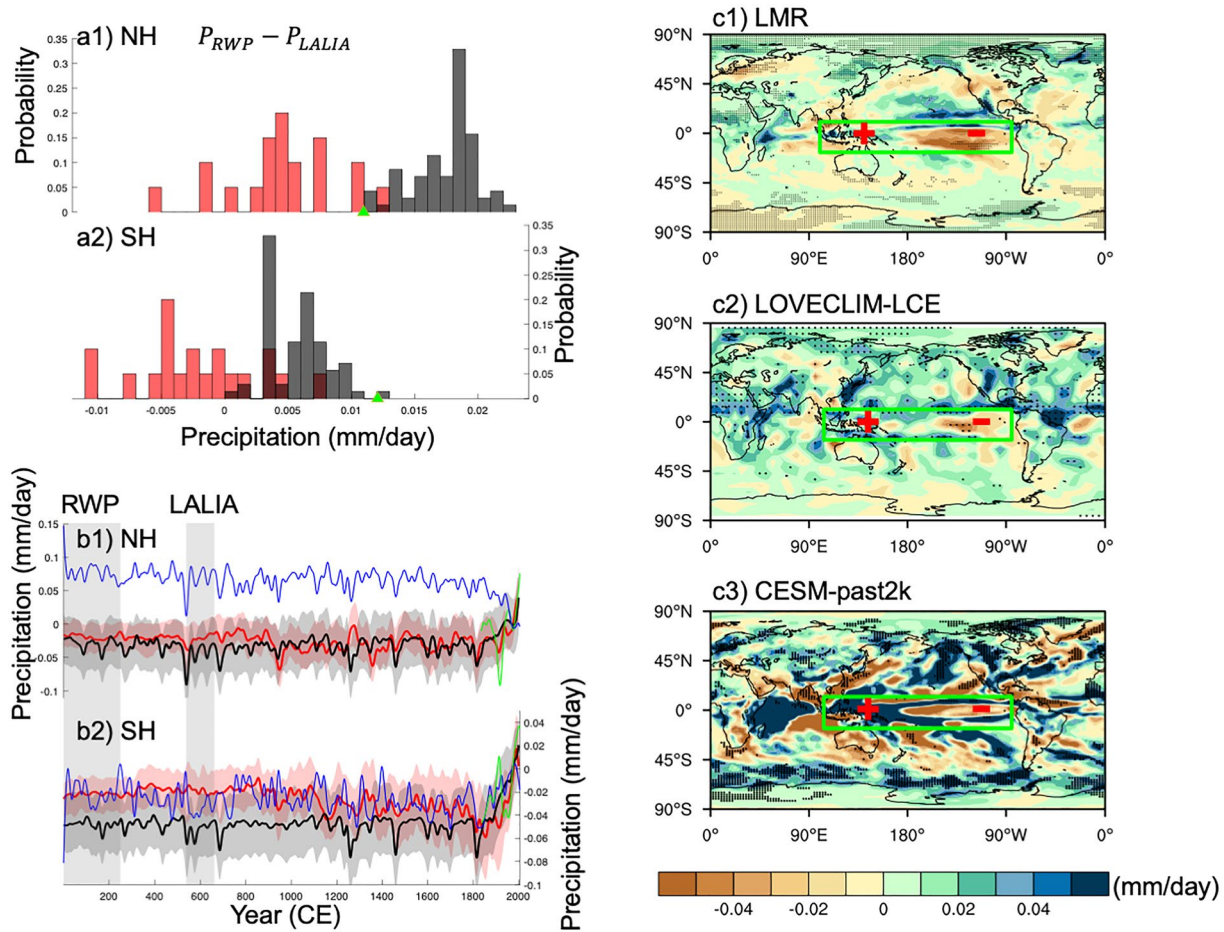 a1) NH
P_RWP − P_LALIA
Probability
0.35
0.3
0.25
0.2
0.15
0.1
0.05
0
a2) SH
0.35
0.3
0.25
0.2
0.15
0.1
0.05
0
Probability
-0.01
-0.005
0
0.005
0.01
0.015
0.02
Precipitation (mm/day)
RWP
LALIA
b1) NH
Precipitation (mm/day)
0.15
0.1
0.05
0
-0.05
-0.1
b2) SH
0.04
0.02
0
-0.02
-0.04
-0.06
-0.08
-0.1
Precipitation (mm/day)
200
400
600
800
1000
1200
1400
1600
1800
2000
Year (CE)
c1) LMR
90°N
45°N
0°
45°S
90°S
0°
90°E
180°
90°W
0°
c2) LOVECLIM-LCE
90°N
45°N
0°
45°S
90°S
0°
90°E
180°
90°W
0°
c3) CESM-past2k
90°N
45°N
0°
45°S
90°S
0°
90°E
180°
90°W
0°
-0.04
-0.02
0
0.02
0.04
(mm/day)